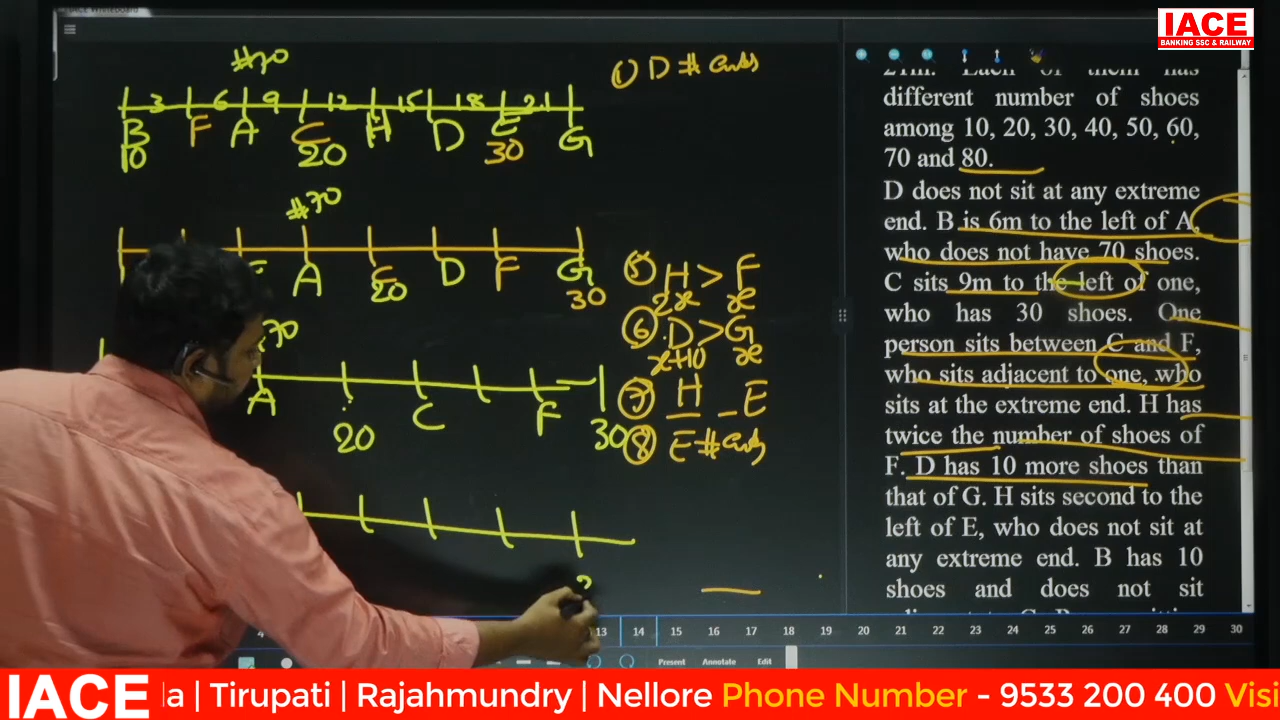 IACE
BANKING SSC & RAILWAY
#70
① D # ends
3 6 9 12 15 18 21
B F A C H D E G
10 20 30
#70
A C D F G
20 30
70
A C F
20 30
⑤ H > F
2x x
⑥ D > G
x+10 x
⑦ H _ E
⑧ E # ends
21m. Each of them has
different number of shoes
among 10, 20, 30, 40, 50, 60,
70 and 80.
D does not sit at any extreme
end. B is 6m to the left of A,
who does not have 70 shoes.
C sits 9m to the left of one,
who has 30 shoes. One
person sits between C and F,
who sits adjacent to one, who
sits at the extreme end. H has
twice the number of shoes of
F. D has 10 more shoes than
that of G. H sits second to the
left of E, who does not sit at
any extreme end. B has 10
shoes and does not sit
13 14 15 16 17 18 19 20 21 22 23 24 25 26 27 28 29 30
Present Annotate Edit
IACE la | Tirupati | Rajahmundry | Nellore Phone Number - 9533 200 400 Visi